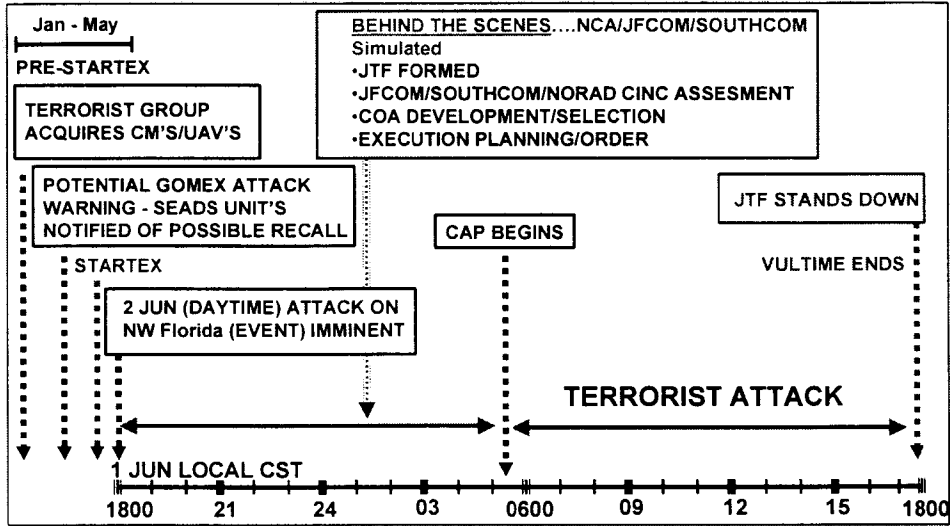 Jan - May
PRE-STARTEX
TERRORIST GROUP
ACQUIRES CM'S/UAV'S
POTENTIAL GOMEX ATTACK
WARNING - SEADS UNIT'S
NOTIFIED OF POSSIBLE RECALL
STARTEX
2 JUN (DAYTIME) ATTACK ON
NW Florida (EVENT) IMMINENT
BEHIND THE SCENES....NCA/JFCOM/SOUTHCOM
Simulated
•JTF FORMED
•JFCOM/SOUTHCOM/NORAD CINC ASSESMENT
•COA DEVELOPMENT/SELECTION
•EXECUTION PLANNING/ORDER
CAP BEGINS
JTF STANDS DOWN
VULTIME ENDS
TERRORIST ATTACK
1 JUN LOCAL CST
1800 21 24 03 0600 09 12 15 1800